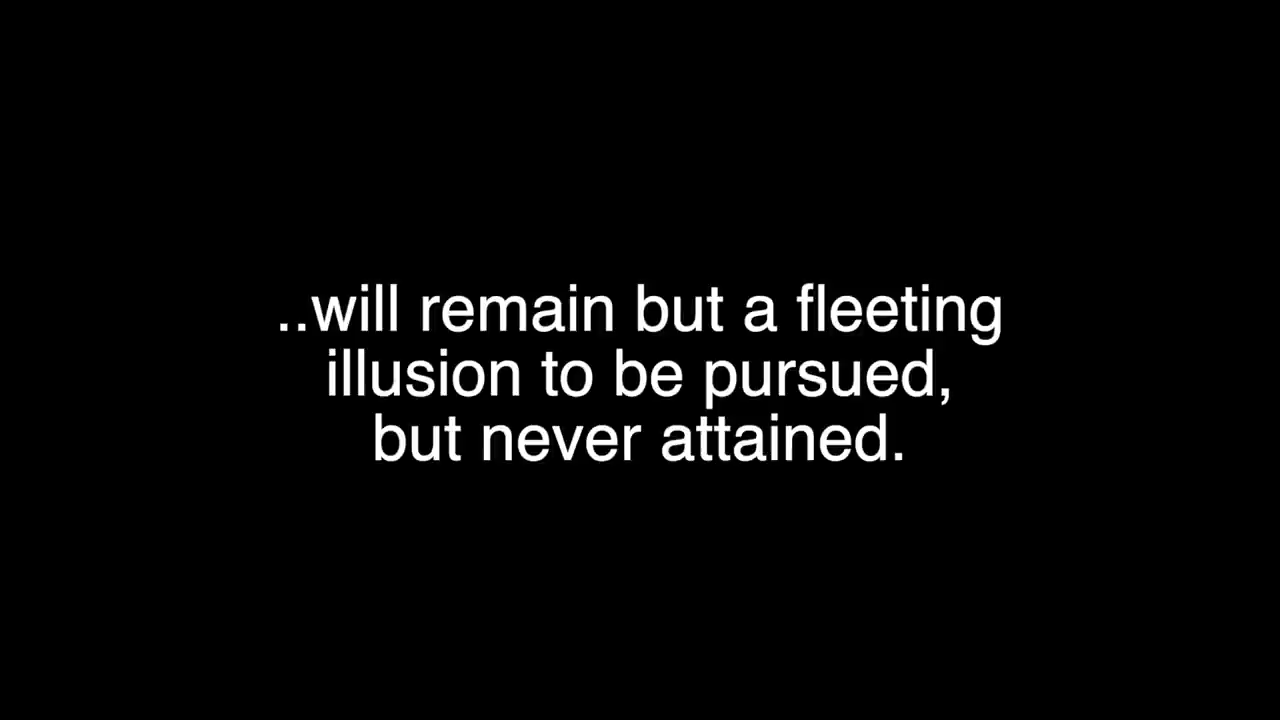 ..will remain but a fleeting
illusion to be pursued,
but never attained.